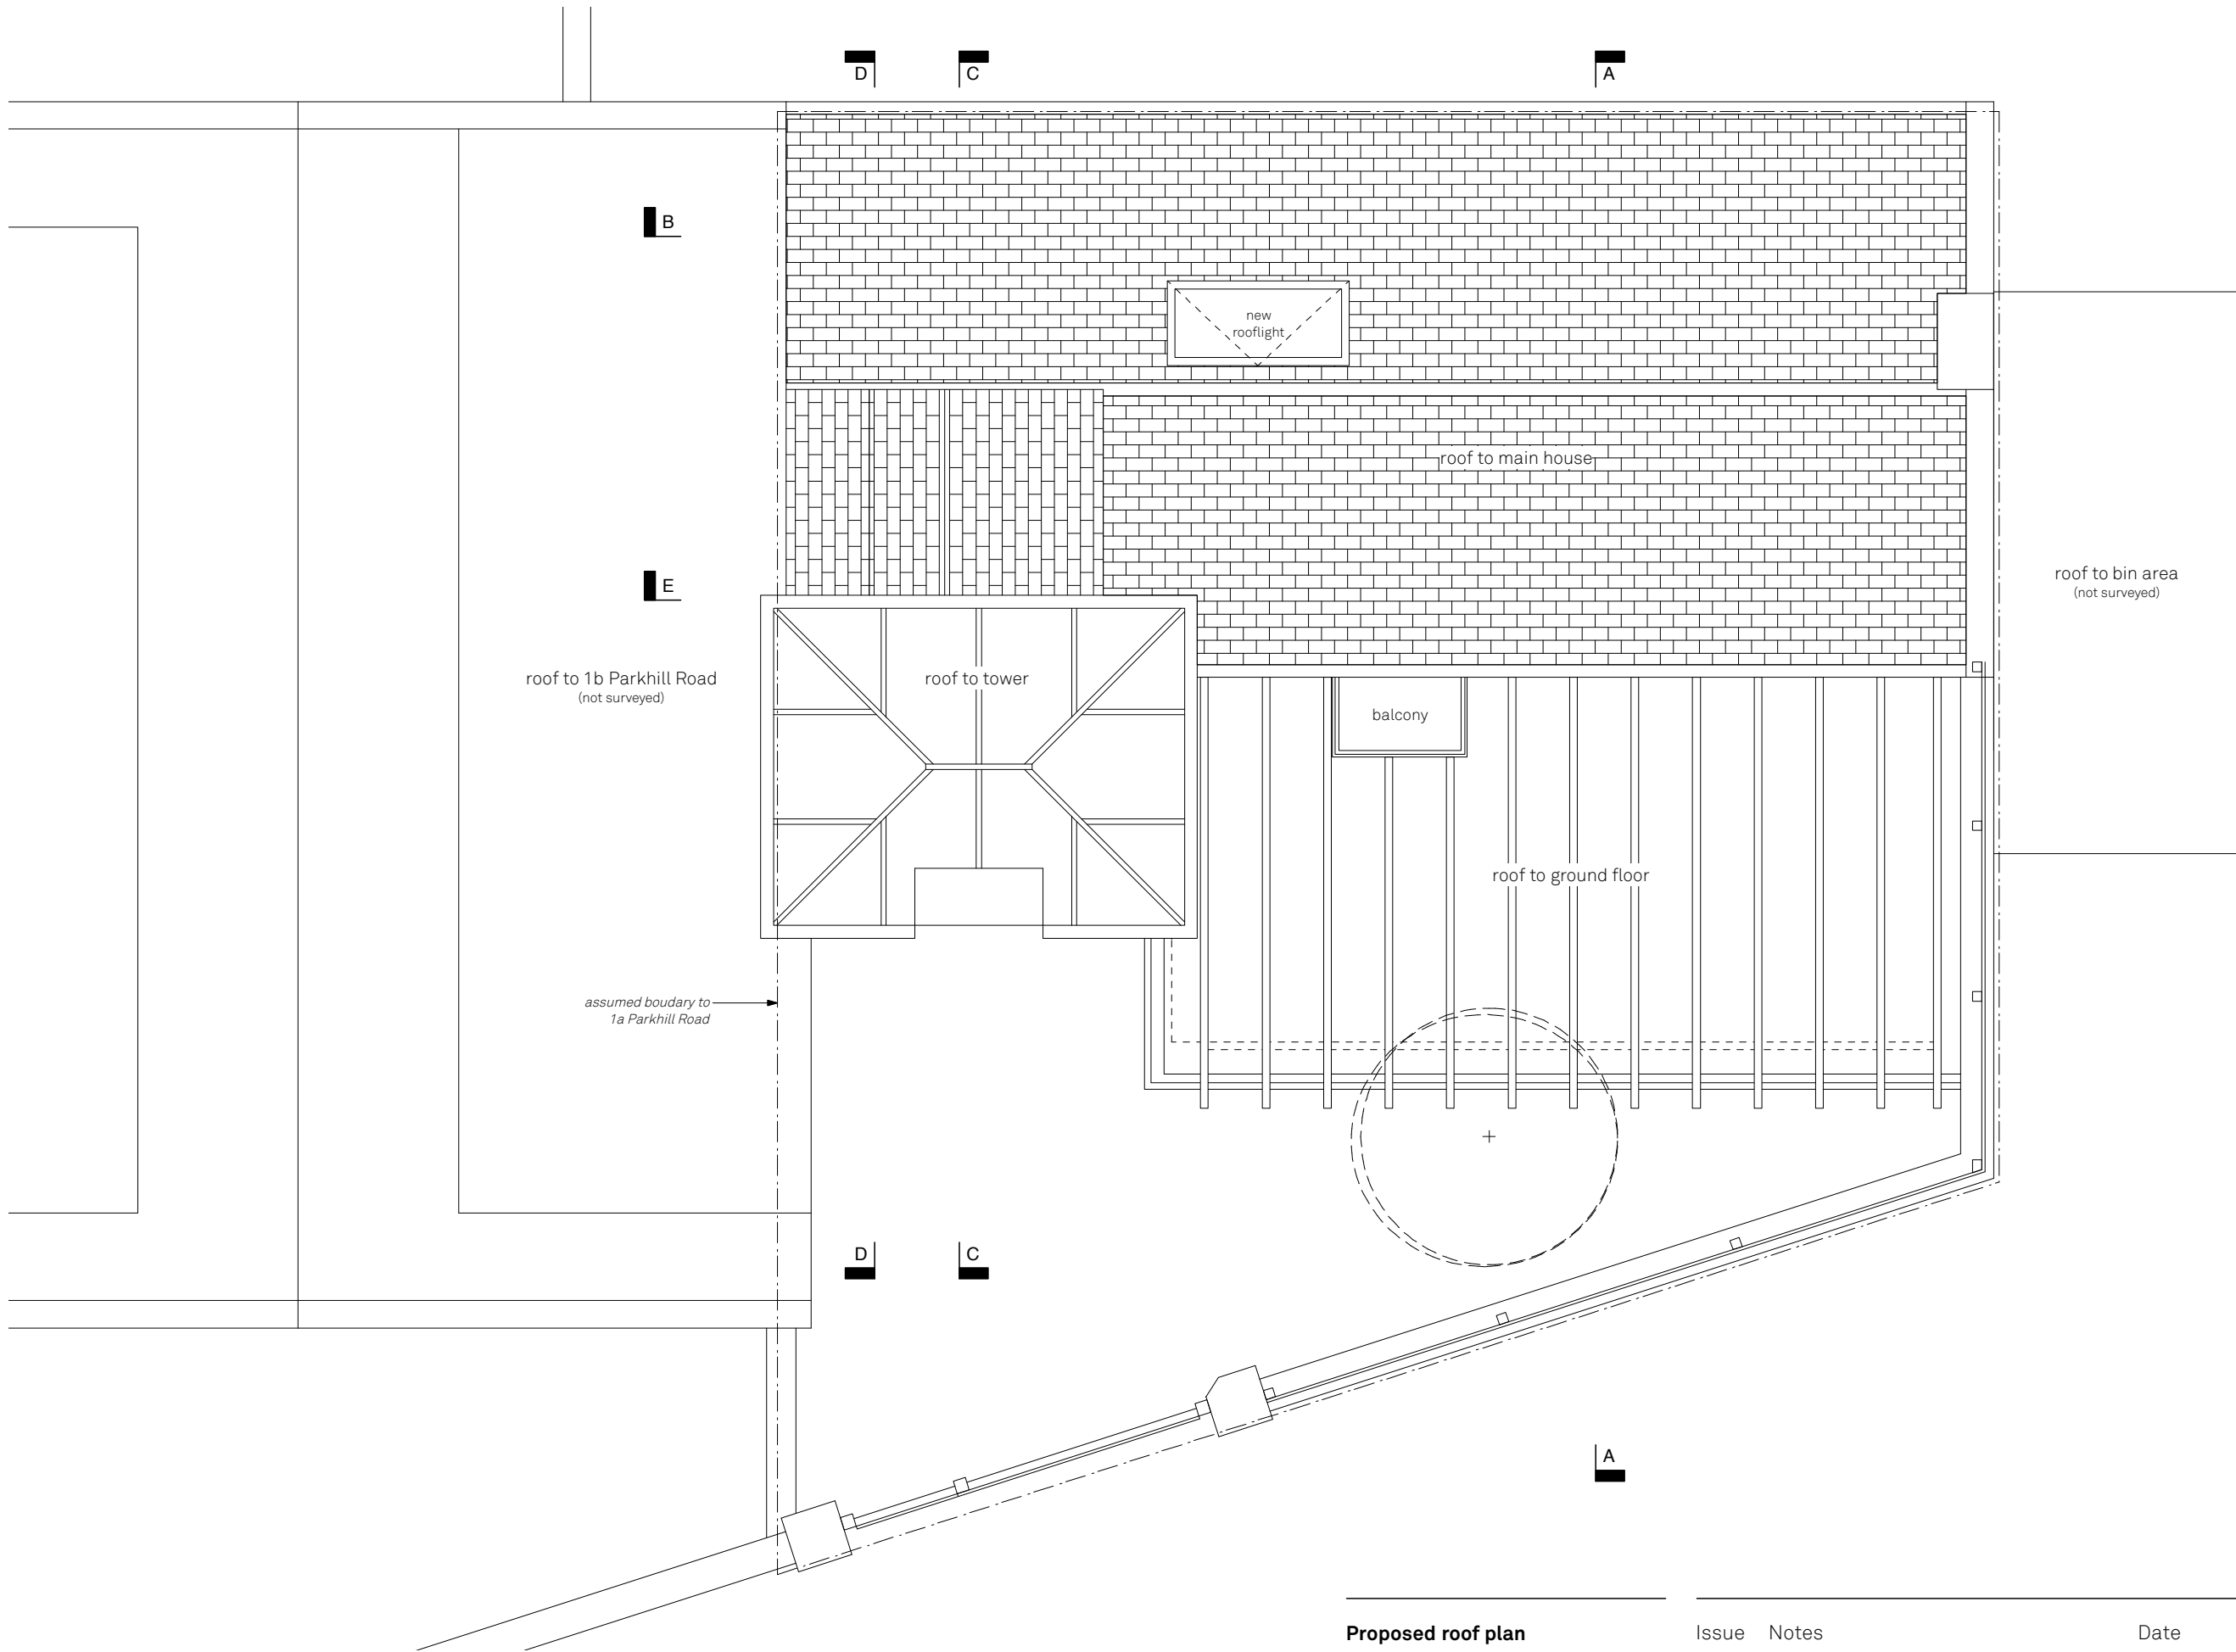 D
C
A
B
new
rooflight
roof to main house
E
roof to bin area
(not surveyed)
roof to 1b Parkhill Road
(not surveyed)
roof to tower
balcony
roof to ground floor
assumed boudary to
1a Parkhill Road
D
C
A
Proposed roof plan
Issue Notes Date